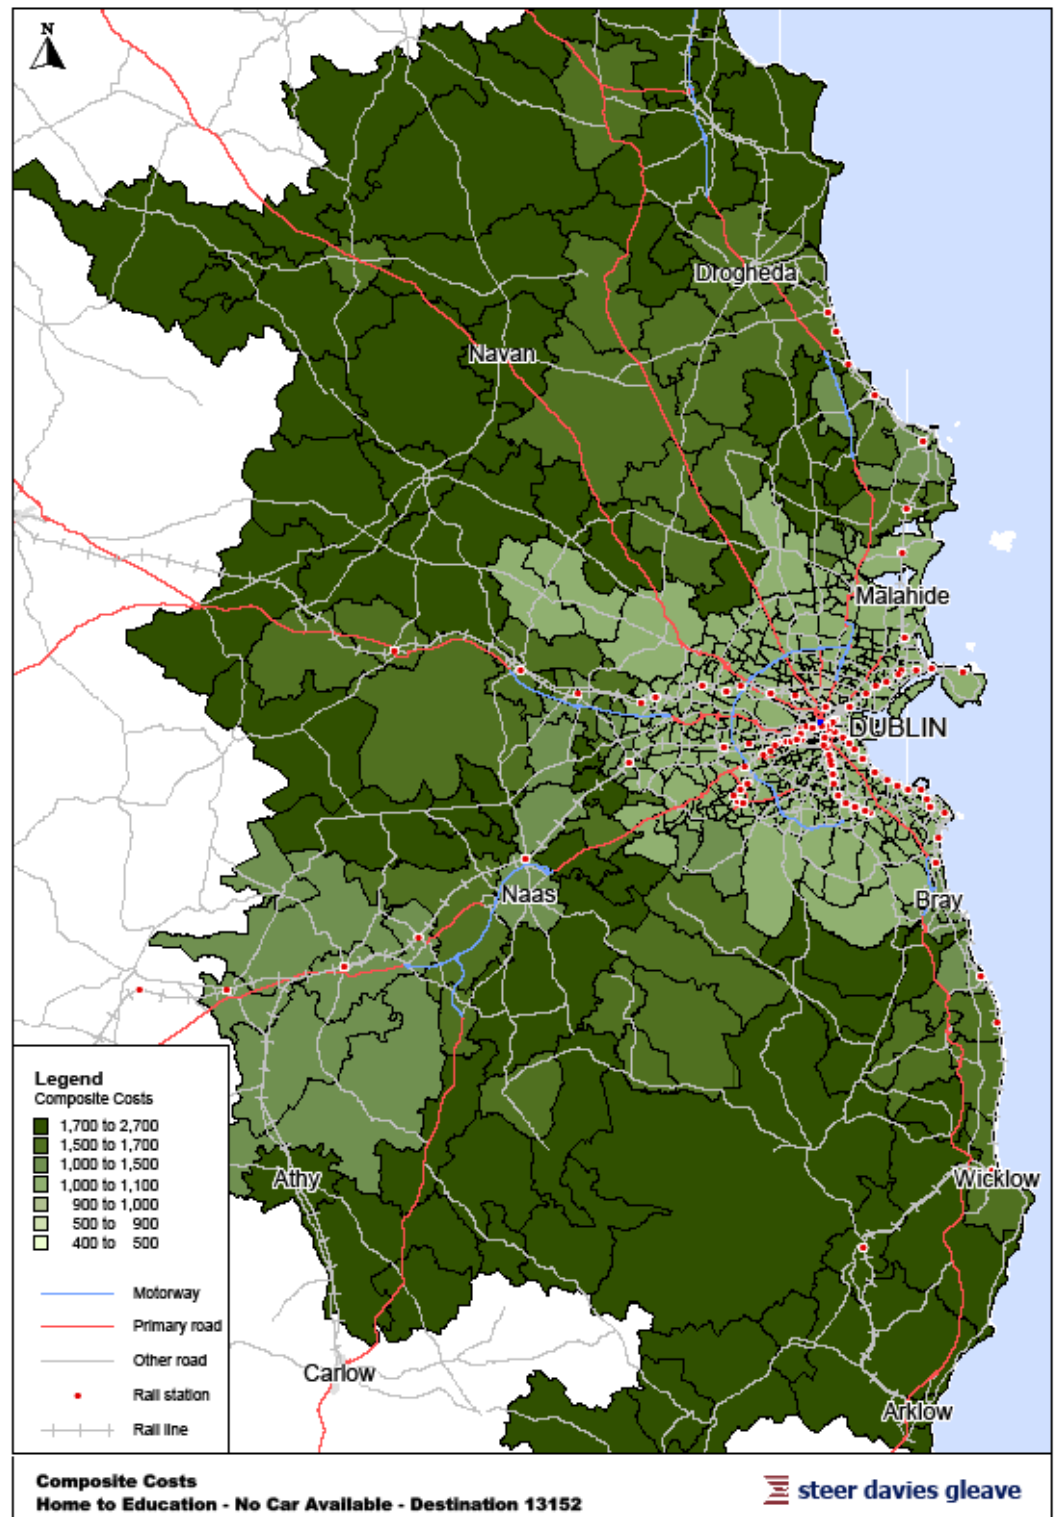 N
Drogheda
Navan
Malahide
DUBLIN
Naas
Bray
Athy
Wicklow
Carlow
Arklow
Legend
Composite Costs
1,700 to 2,700
1,500 to 1,700
1,000 to 1,500
1,000 to 1,100
900 to 1,000
500 to 900
400 to 500
Motorway
Primary road
Other road
Rail station
Rail line
Composite Costs
Home to Education - No Car Available - Destination 13152
steer davies gleave